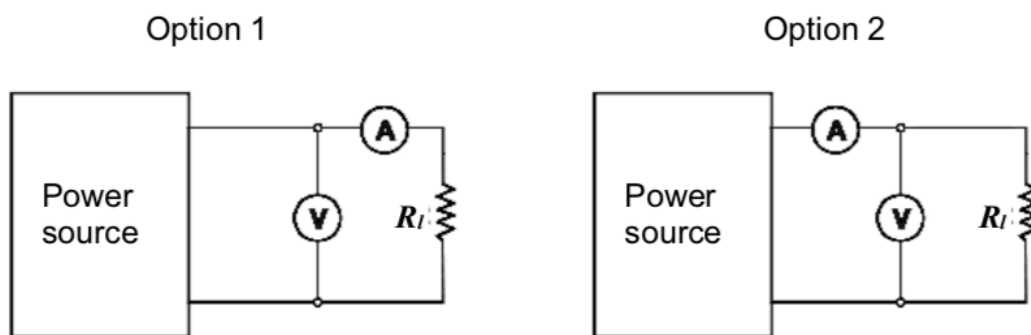 Option 1
Option 2
A
A
Power
source
V
Rl
Power
source
V
Rl